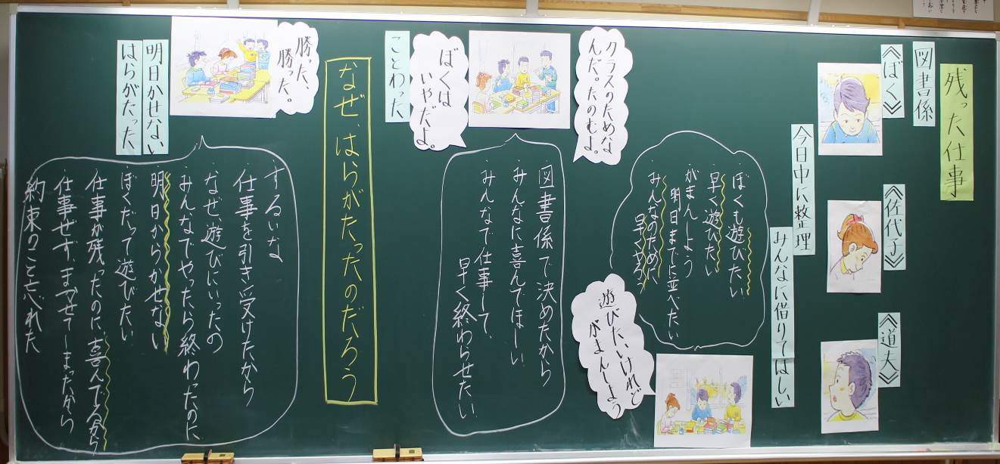 残った仕事
図書係
《ぼく》
《佐代子》
《道夫》
今日中に整理
みんなに借りてほしい
・ぼくも遊びたい
早く遊びたい
がまんしよう
・明日までに並べたい
・みんなのために
早くやろう
遊びたいけれど
がまんしよう
クラスのためな
んだ。たのむよ。
・図書係で決めたから
・みんなに喜んでほしい
・みんなで仕事して、
早く終わらせたい
ぼくは
いやだよ。
ことわった
なぜ、はらがたったのだろう
勝った、
勝った。
明日かせない
はらがたった
・ずるいな
・仕事を引き受けたから
・なぜ、遊びにいったの
・みんなでやったら終わったのに
明日からかせない
・ぼくだって遊びたい
・仕事が残ったのに、喜んでるから
・仕事せず、まかせてしまったから
・約束のこと忘れた